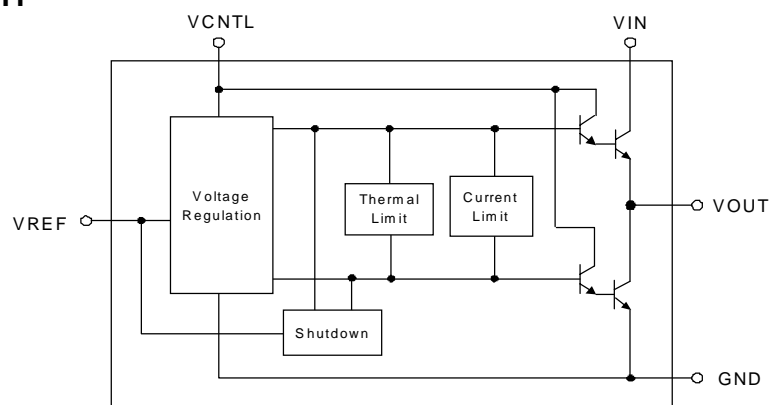 VCNTL
VIN
Voltage
Regulation
Thermal
Limit
Current
Limit
VREF
VOUT
Shutdown
GND